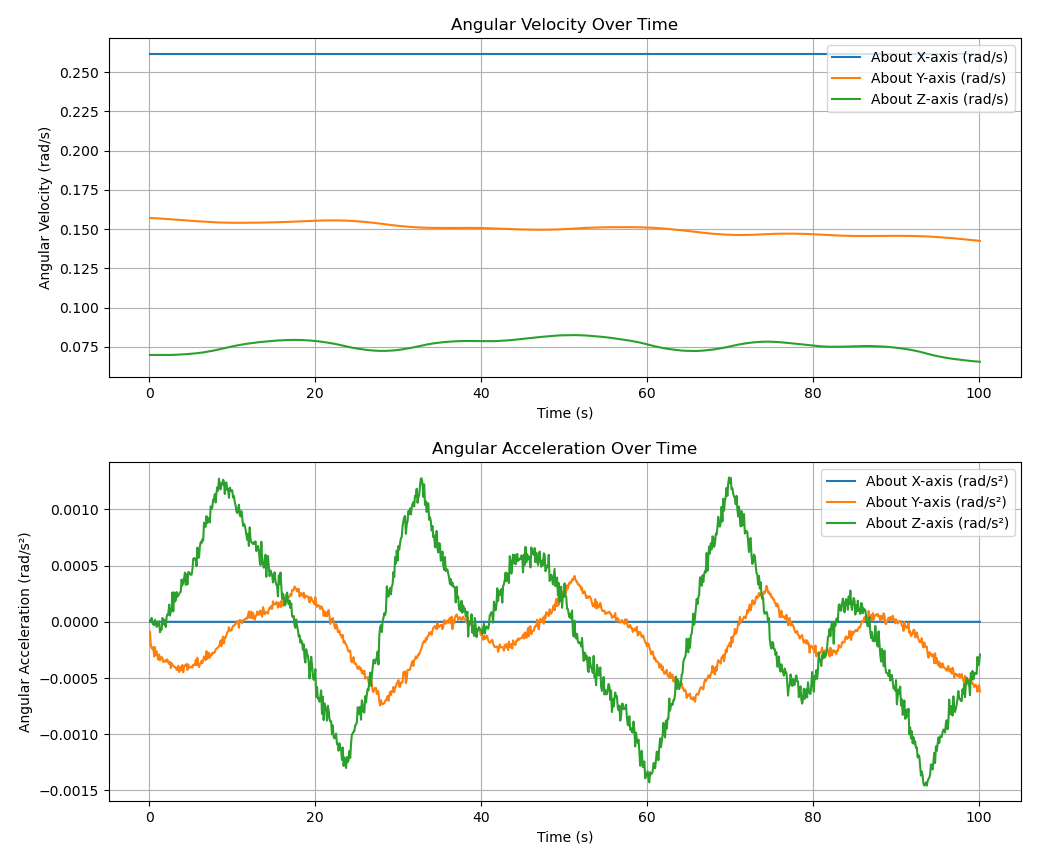 Angular Velocity Over Time
Angular Velocity (rad/s)
0.250
0.225
0.200
0.175
0.150
0.125
0.100
0.075
About X-axis (rad/s)
About Y-axis (rad/s)
About Z-axis (rad/s)
0 20 40 60 80 100
Time (s)
Angular Acceleration Over Time
Angular Acceleration (rad/s²)
0.0010
0.0005
0.0000
−0.0005
−0.0010
−0.0015
About X-axis (rad/s²)
About Y-axis (rad/s²)
About Z-axis (rad/s²)
0 20 40 60 80 100
Time (s)